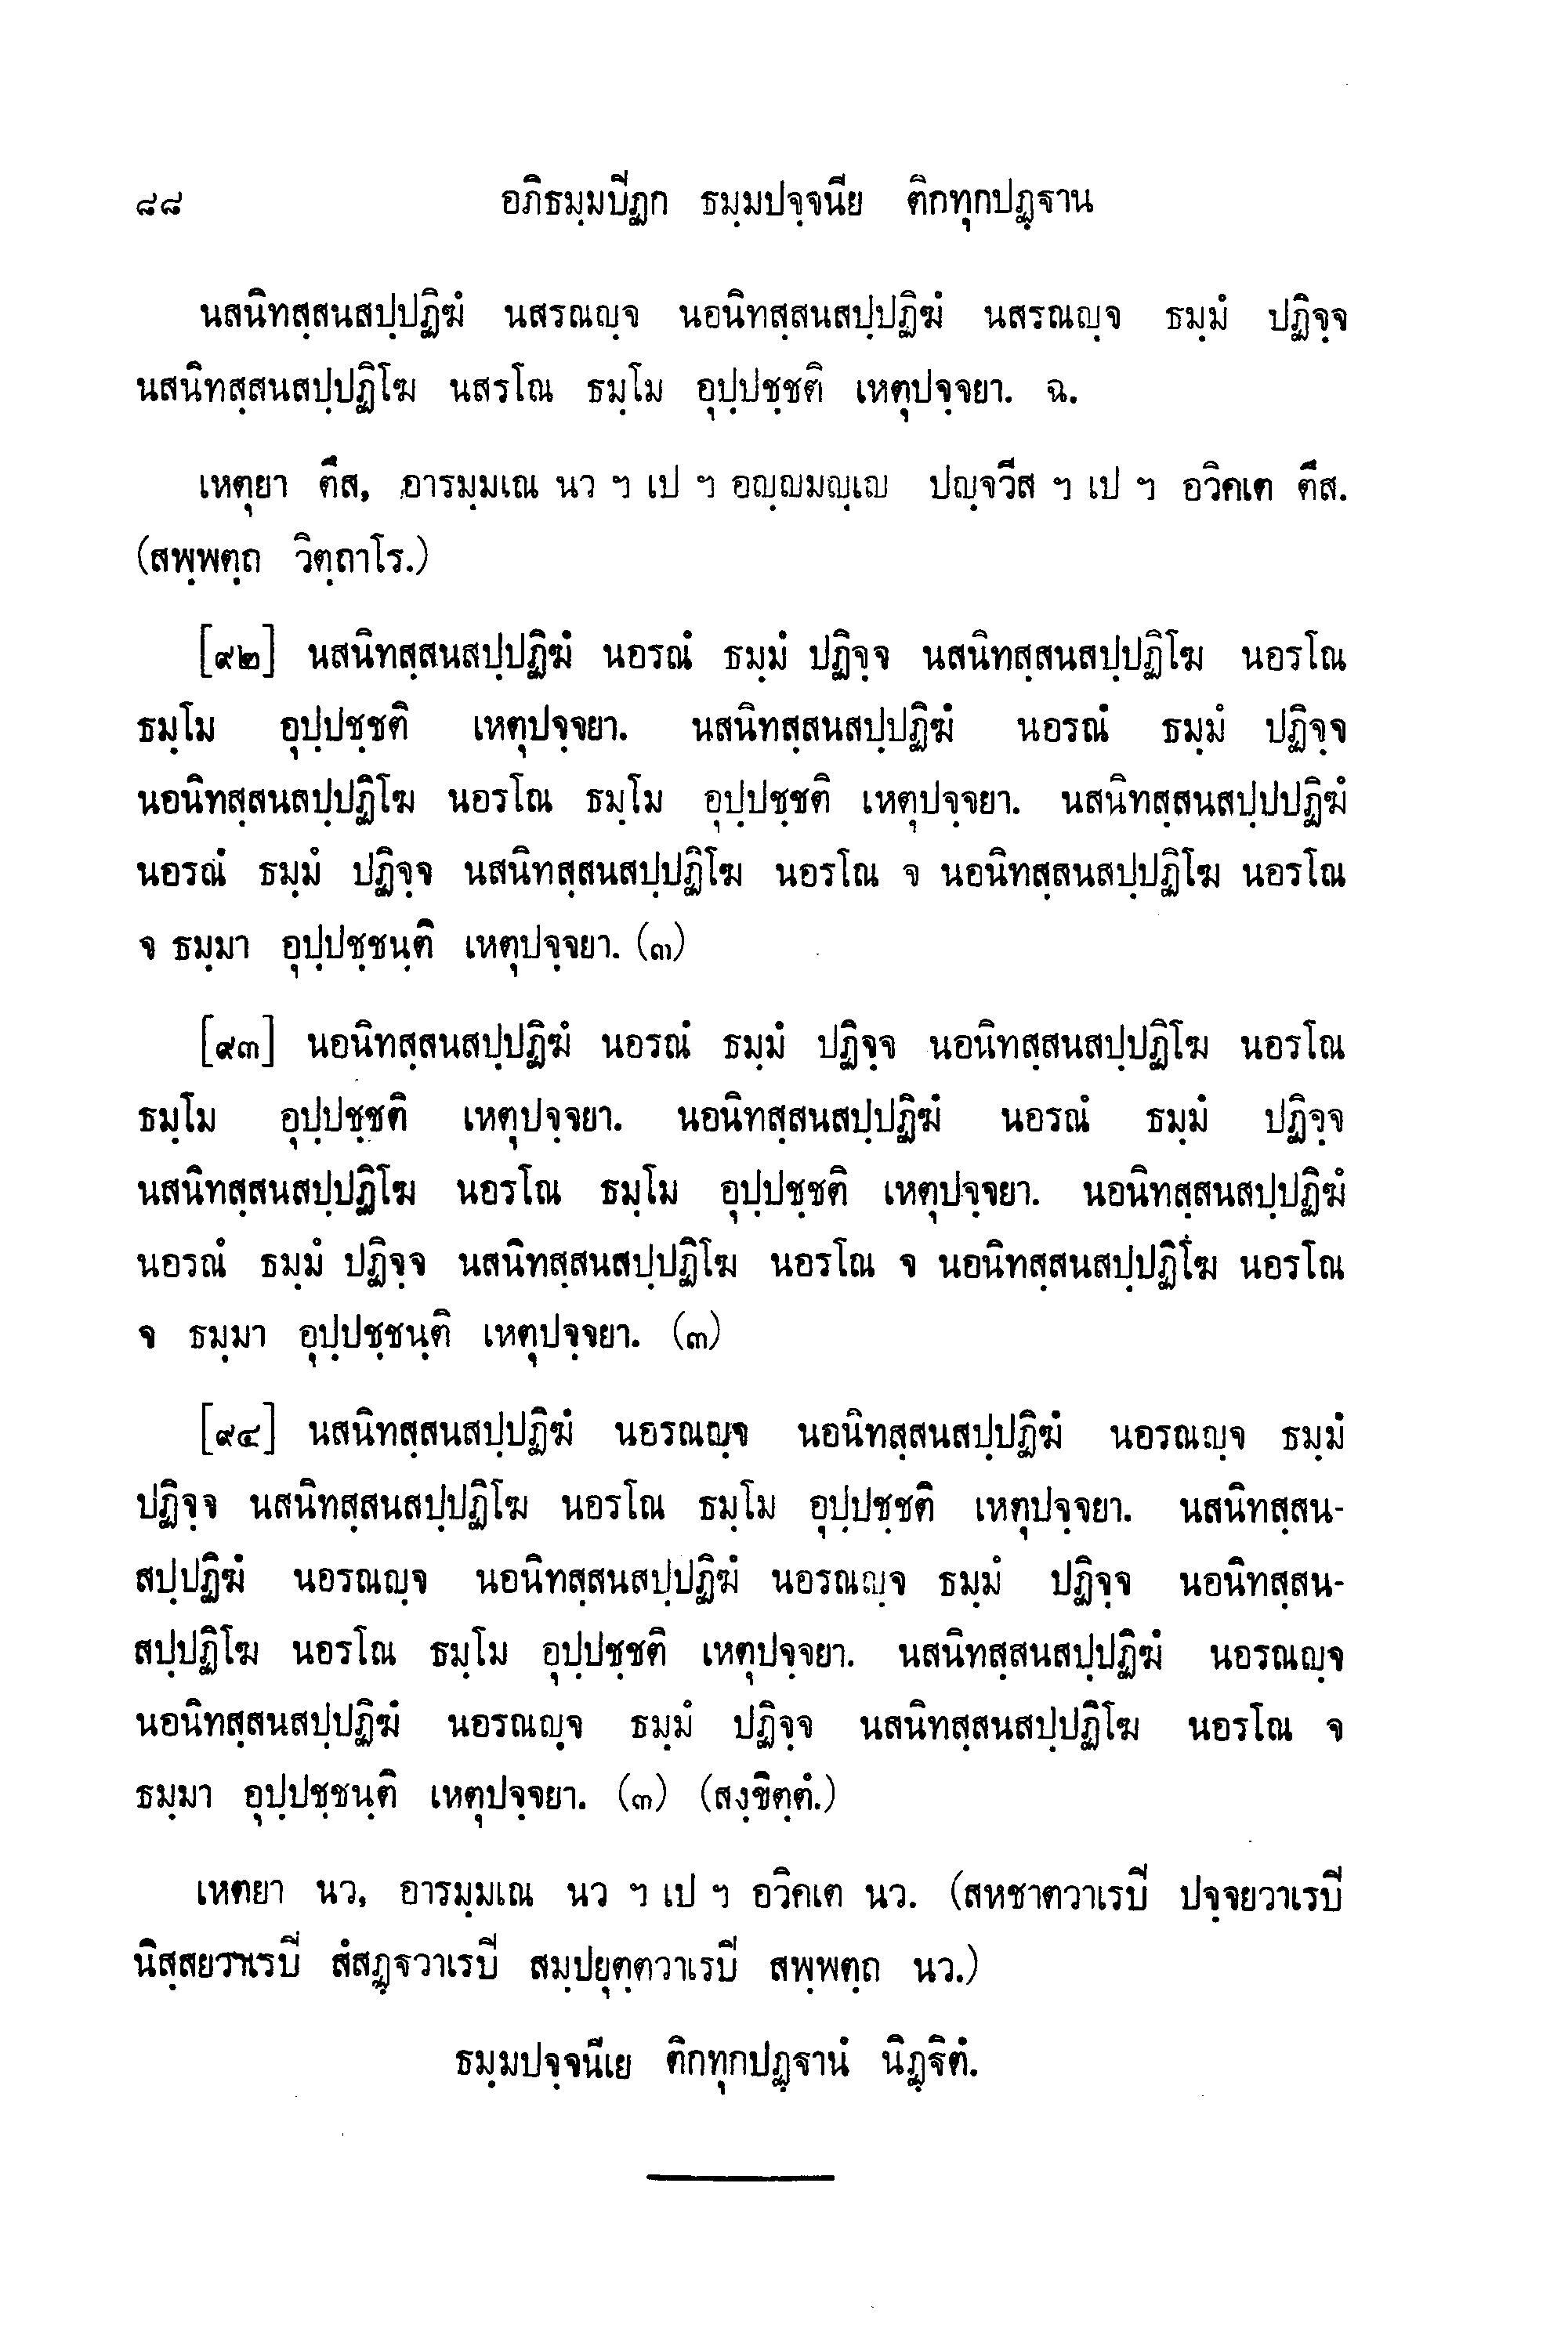 ๘๘ อภิธมฺมปิฏก ธมฺมปจฺจนีย ติกทุกปฏฺฐาน
นสนิทสฺสนสปฺปฏิฆํ นสรณญฺจ นอนิทสฺสนสปฺปฏิฆํ นสรณญฺจ ธมฺมํ ปฏิจฺจ
นสนิทสฺสนสปฺปฏิโฆ นสรโณ ธมฺโม อุปฺปชฺชติ เหตุปจฺจยา. ฉ.
เหตุยา ตึส, อารมฺมเณ นว ฯ เป ฯ อญฺญมญฺเญ ปญฺจวีส ฯ เป ฯ อวิคเต ตึส.
(สพฺพตฺถ วิตฺถาโร.)
[๙๒] นสนิทสฺสนสปฺปฏิฆํ นอรณํ ธมฺมํ ปฏิจฺจ นสนิทสฺสนสปฺปฏิโฆ นอรโณ
ธมฺโม อุปฺปชฺชติ เหตุปจฺจยา. นสนิทสฺสนสปฺปฏิฆํ นอรณํ ธมฺมํ ปฏิจฺจ
นอนิทสฺสนสปฺปฏิโฆ นอรโณ ธมฺโม อุปฺปชฺชติ เหตุปจฺจยา. นสนิทสฺสนสปฺปปฏิฆํ
นอรณํ ธมฺมํ ปฏิจฺจ นสนิทสฺสนสปฺปฏิโฆ นอรโณ จ นอนิทสฺสนสปฺปฏิโฆ นอรโณ
จ ธมฺมา อุปฺปชฺชนฺติ เหตุปจฺจยา. (๓)
[๙๓] นอนิทสฺสนสปฺปฏิฆํ นอรณํ ธมฺมํ ปฏิจฺจ นอนิทสฺสนสปฺปฏิโฆ นอรโณ
ธมฺโม อุปฺปชฺชติ เหตุปจฺจยา. นอนิทสฺสนสปฺปฏิฆํ นอรณํ ธมฺมํ ปฏิจฺจ
นสนิทสฺสนสปฺปฏิโฆ นอรโณ ธมฺโม อุปฺปชฺชติ เหตุปจฺจยา. นอนิทสฺสนสปฺปฏิฆํ
นอรณํ ธมฺมํ ปฏิจฺจ นสนิทสฺสนสปฺปฏิโฆ นอรโณ จ นอนิทสฺสนสปฺปฏิโฆ นอรโณ
จ ธมฺมา อุปฺปชฺชนฺติ เหตุปจฺจยา. (๓)
[๙๔] นสนิทสฺสนสปฺปฏิฆํ นอรณญฺจ นอนิทสฺสนสปฺปฏิฆํ นอรณญฺจ ธมฺมํ
ปฏิจฺจ นสนิทสฺสนสปฺปฏิโฆ นอรโณ ธมฺโม อุปฺปชฺชติ เหตุปจฺจยา. นสนิทสฺสน-
สปฺปฏิฆํ นอรณญฺจ นอนิทสฺสนสปฺปฏิฆํ นอรณญฺจ ธมฺมํ ปฏิจฺจ นอนิทสฺสน-
สปฺปฏิโฆ นอรโณ ธมฺโม อุปฺปชฺชติ เหตุปจฺจยา. นสนิทสฺสนสปฺปฏิฆํ นอรณญฺจ
นอนิทสฺสนสปฺปฏิฆํ นอรณญฺจ ธมฺมํ ปฏิจฺจ นสนิทสฺสนสปฺปฏิโฆ นอรโณ จ
ธมฺมา อุปฺปชฺชนฺติ เหตุปจฺจยา. (๓) (สงฺขิตฺตํ.)
เหตยา นว, อารมฺมเณ นว ฯ เป ฯ อวิคเต นว. (สหชาตวาเรปิ ปจฺจยวาเรปิ
นิสฺสยวาเรปิ สํสฏฺฐวาเรปิ สมฺปยุตฺตวาเรปิ สพฺพตฺถ นว.)
ธมฺมปจฺจนีเย ติกทุกปฏฺฐานํ นิฏฺฐิตํ.